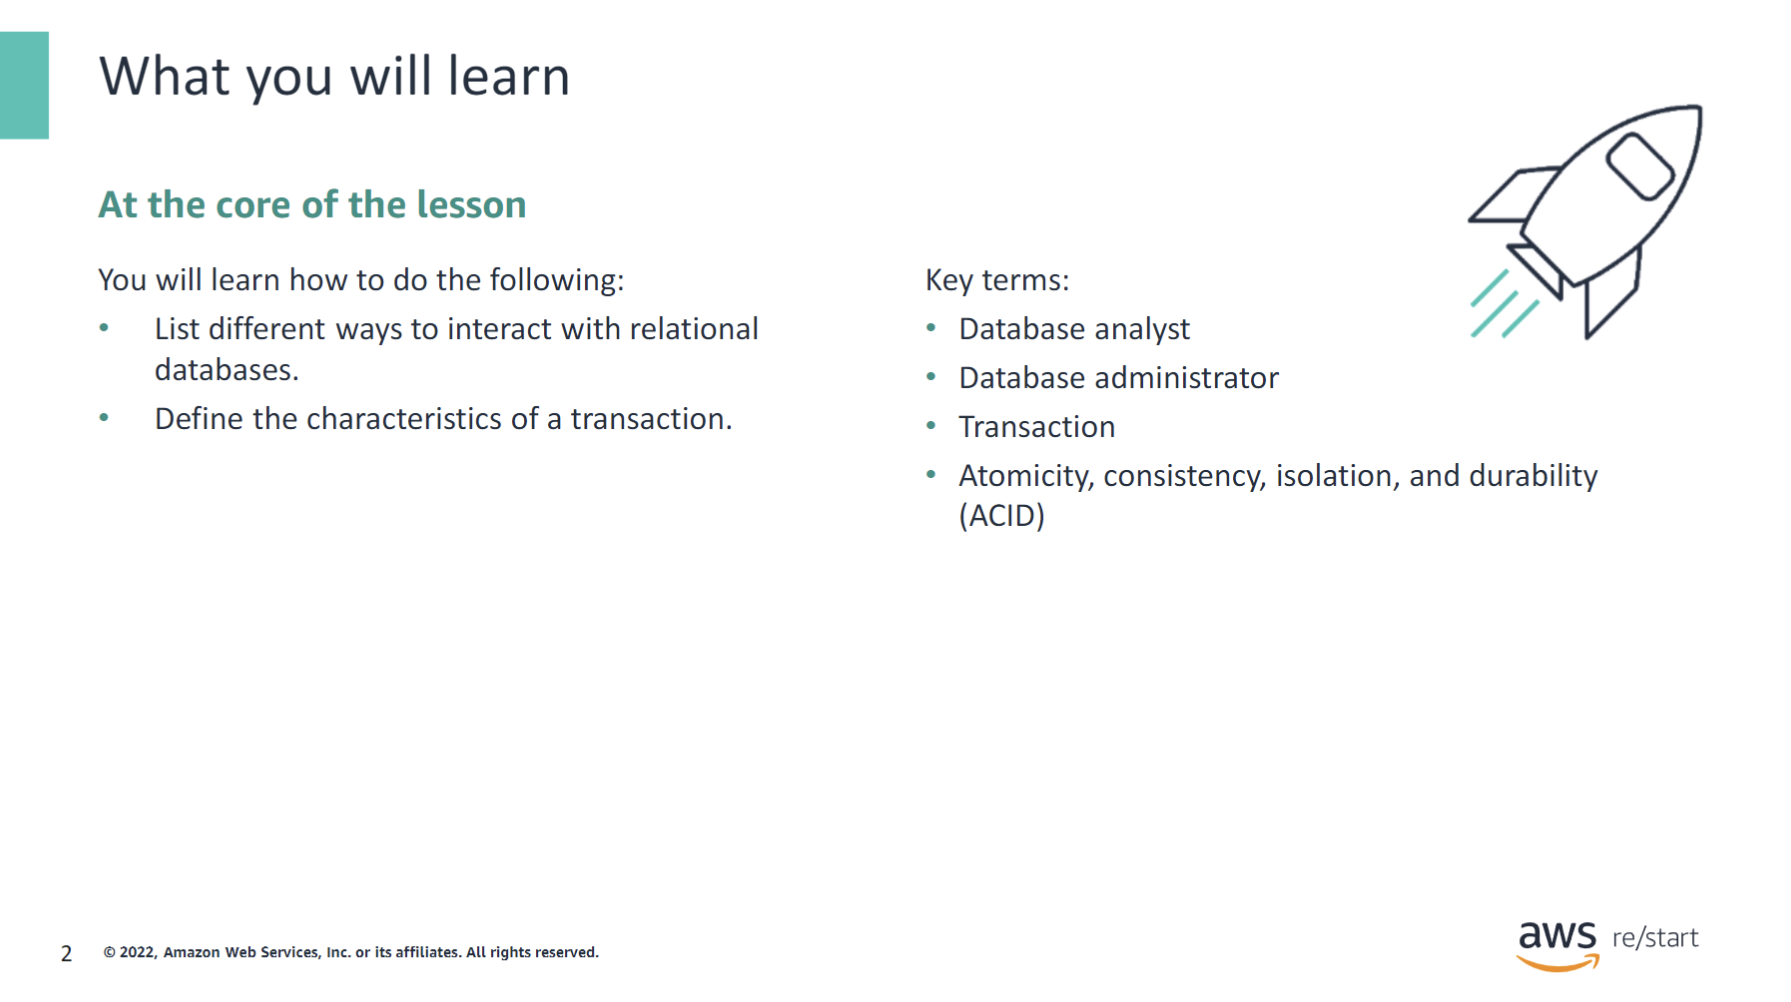 What you will learn
At the core of the lesson
You will learn how to do the following:
• List different ways to interact with relational
databases.
• Define the characteristics of a transaction.
Key terms:
• Database analyst
• Database administrator
• Transaction
• Atomicity, consistency, isolation, and durability
(ACID)
2 © 2022, Amazon Web Services, Inc. or its affiliates. All rights reserved.
aws re/start